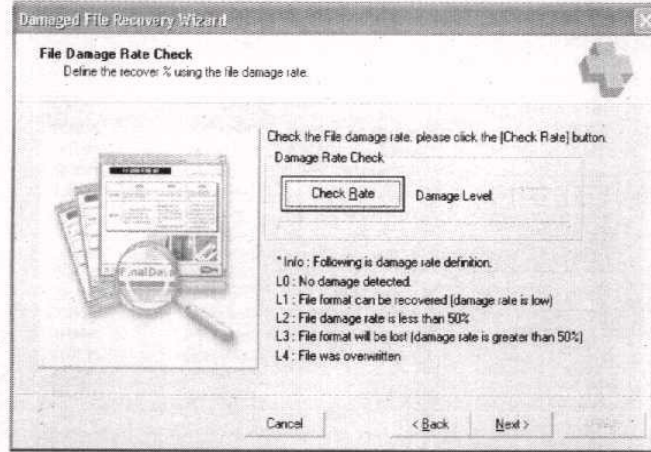 Damaged File Recovery Wizard
File Damage Rate Check
Define the recover % using the file damage rate.
Check the File damage rate. please click the [Check Rate] button.
Damage Rate Check
Check Rate
Damage Level
FinalData
* Info : Following is damage rate definition.
L0 : No damage detected.
L1 : File format can be recovered (damage rate is low)
L2 : File damage rate is less than 50%
L3 : File format will be lost (damage rate is greater than 50%)
L4 : File was overwritten
Cancel
< Back
Next >